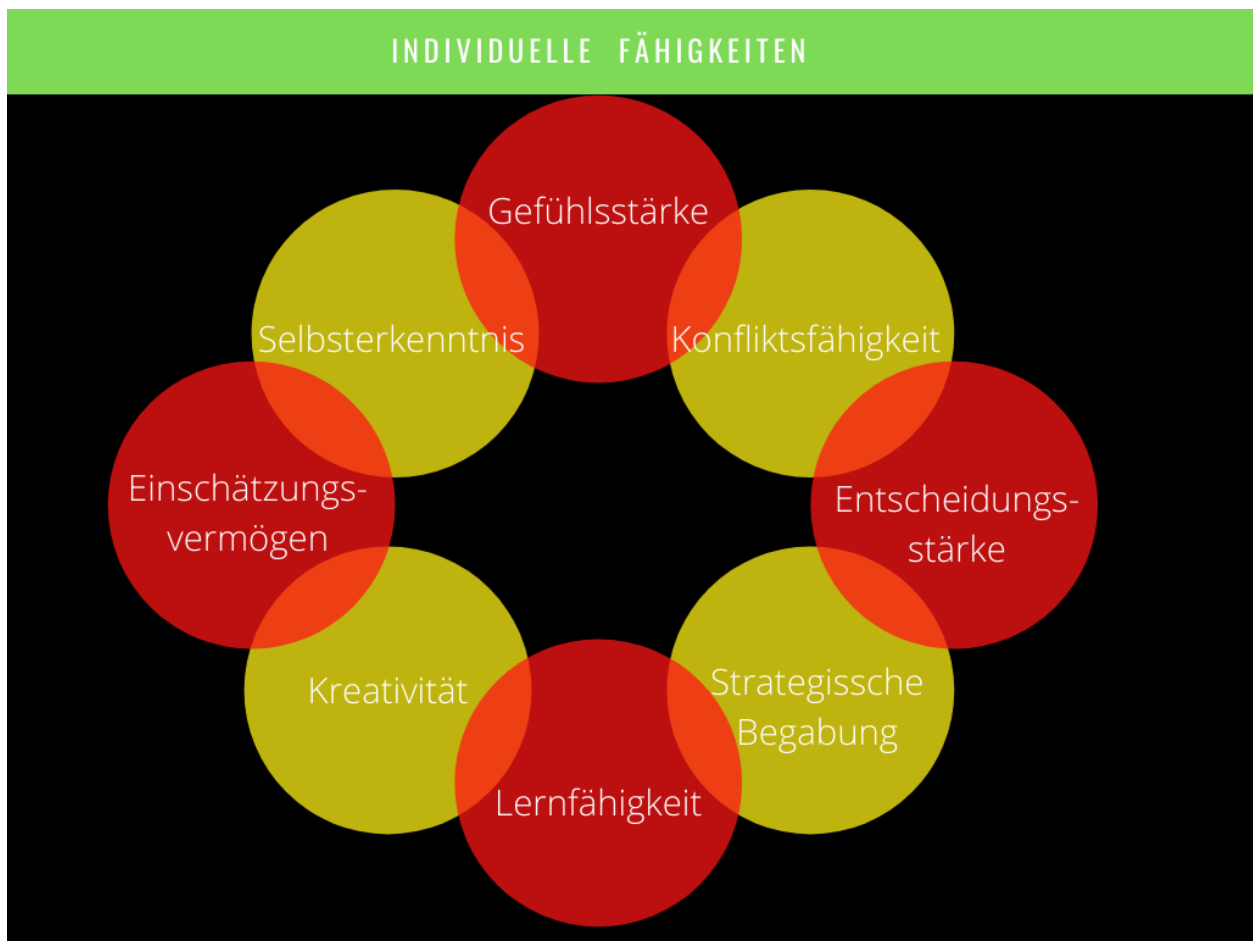 INDIVIDUELLE FÄHIGKEITEN
Gefühlsstärke
Selbsterkenntnis
Konfliktsfähigkeit
Einschätzungs-
vermögen
Entscheidungs-
stärke
Kreativität
Strategissche
Begabung
Lernfähigkeit